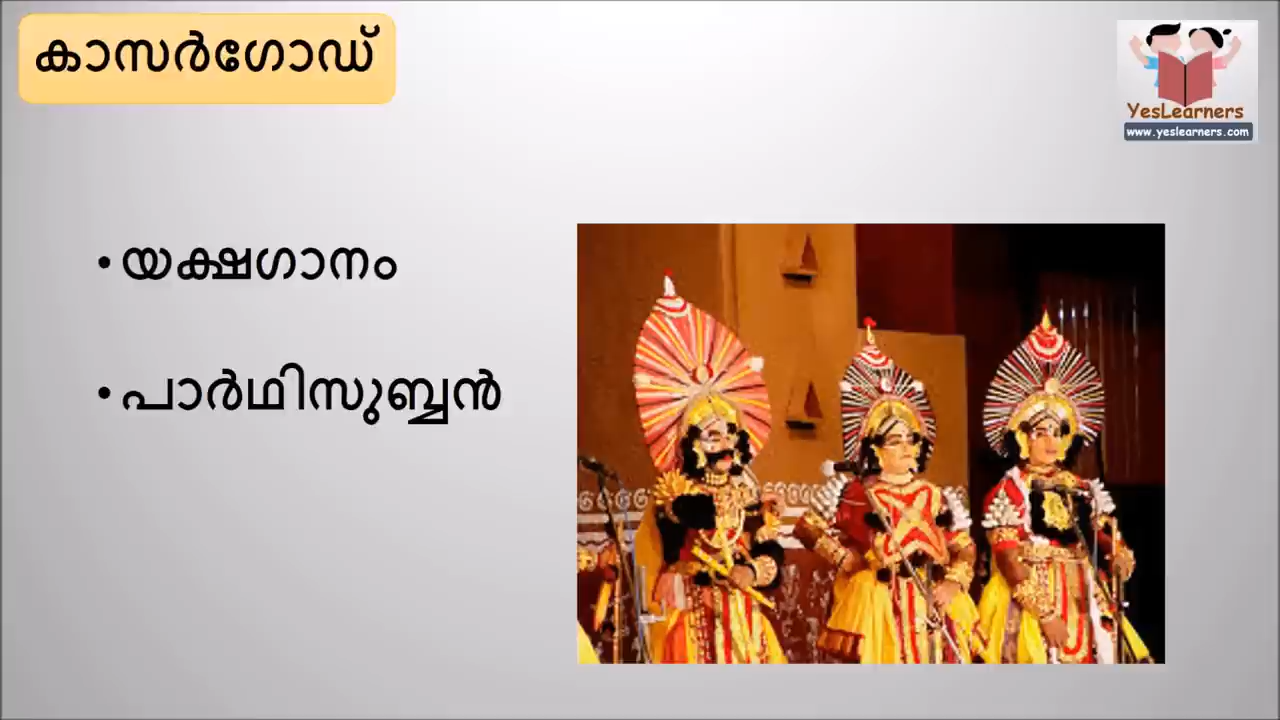 കാസർഗോഡ്
YesLearners
www.yeslearners.com
• യക്ഷഗാനം
• പാർഥിസുബ്ബൻ